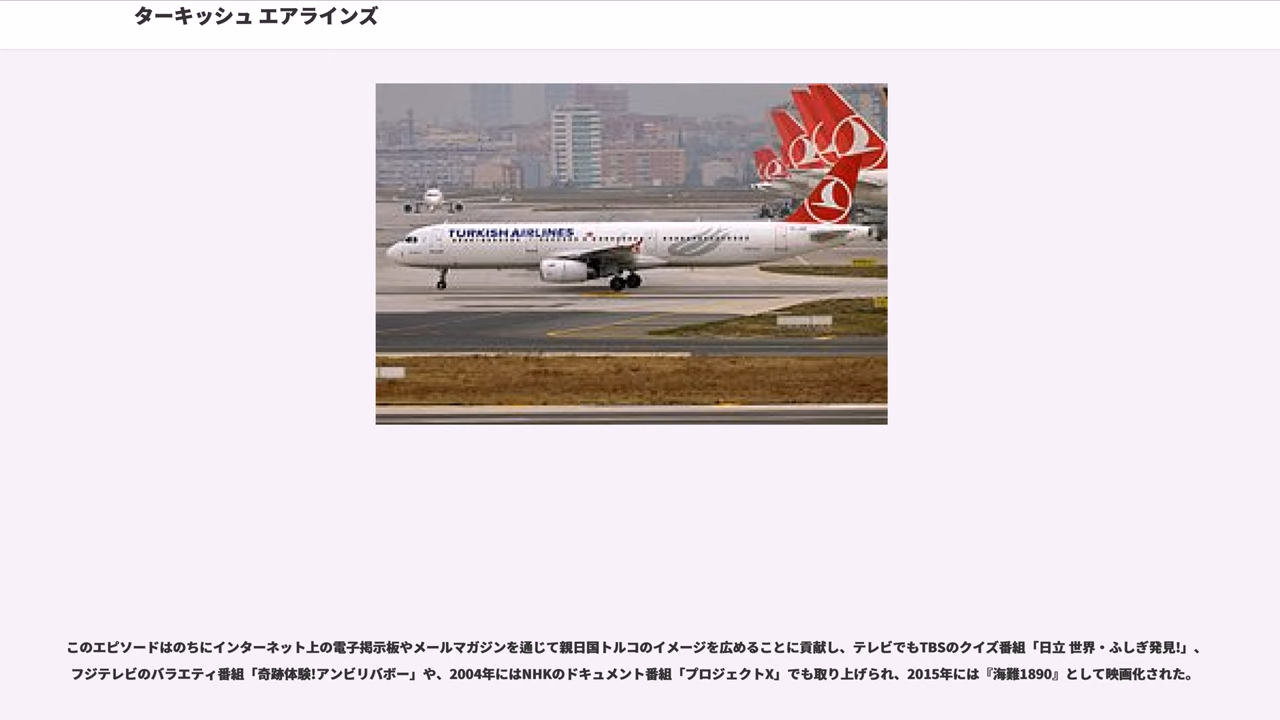 ターキッシュ エアラインズ
TURKISH AIRLINES
このエピソードはのちにインターネット上の電子掲示板やメールマガジンを通じて親日国トルコのイメージを広めることに貢献し、テレビでもTBSのクイズ番組「日立 世界・ふしぎ発見!」、
フジテレビのバラエティ番組「奇跡体験!アンビリバボー」や、2004年にはNHKのドキュメント番組「プロジェクトX」でも取り上げられ、2015年には『海難1890』として映画化された。